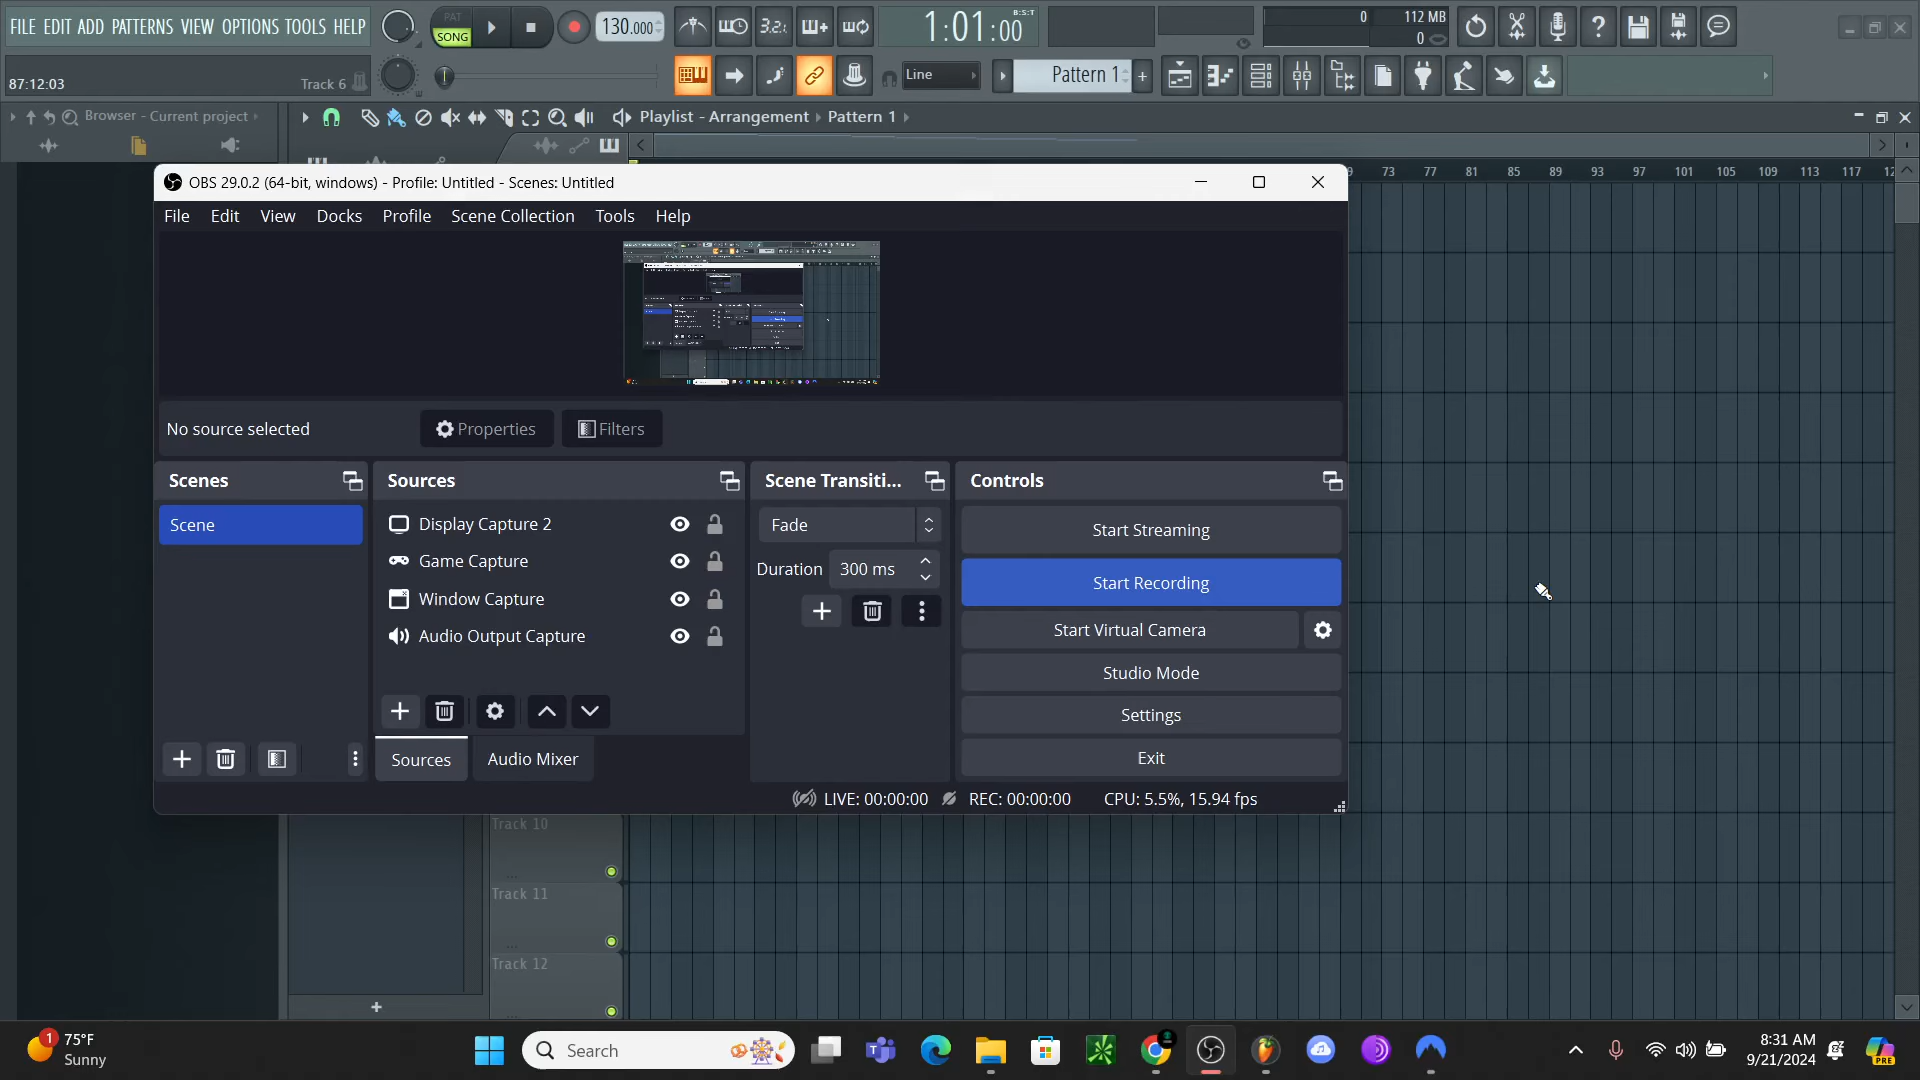 FILE EDIT ADD PATTERNS VIEW OPTIONS TOOLS HELP
PAT
SONG
130.000
3.2.
1:01:00
B:S:T
0
112 MB
0
87:12:03
Track 6
Line
Pattern 1
Browser - Current project
Playlist - Arrangement
Pattern 1
73 77 81 85 89 93 97 101 105 109 113 117
OBS 29.0.2 (64-bit, windows) - Profile: Untitled - Scenes: Untitled
File Edit View Docks Profile Scene Collection Tools Help
No source selected
Properties
Filters
Scenes
Sources
Scene Transiti...
Controls
Scene
Display Capture 2
Game Capture
Window Capture
Audio Output Capture
Fade
Duration
300 ms
Start Streaming
Start Recording
Start Virtual Camera
Studio Mode
Settings
Exit
Sources
Audio Mixer
LIVE: 00:00:00
REC: 00:00:00
CPU: 5.5%, 15.94 fps
Track 10
Track 11
Track 12
1
75°F
Sunny
Search
8:31 AM
9/21/2024
PRE